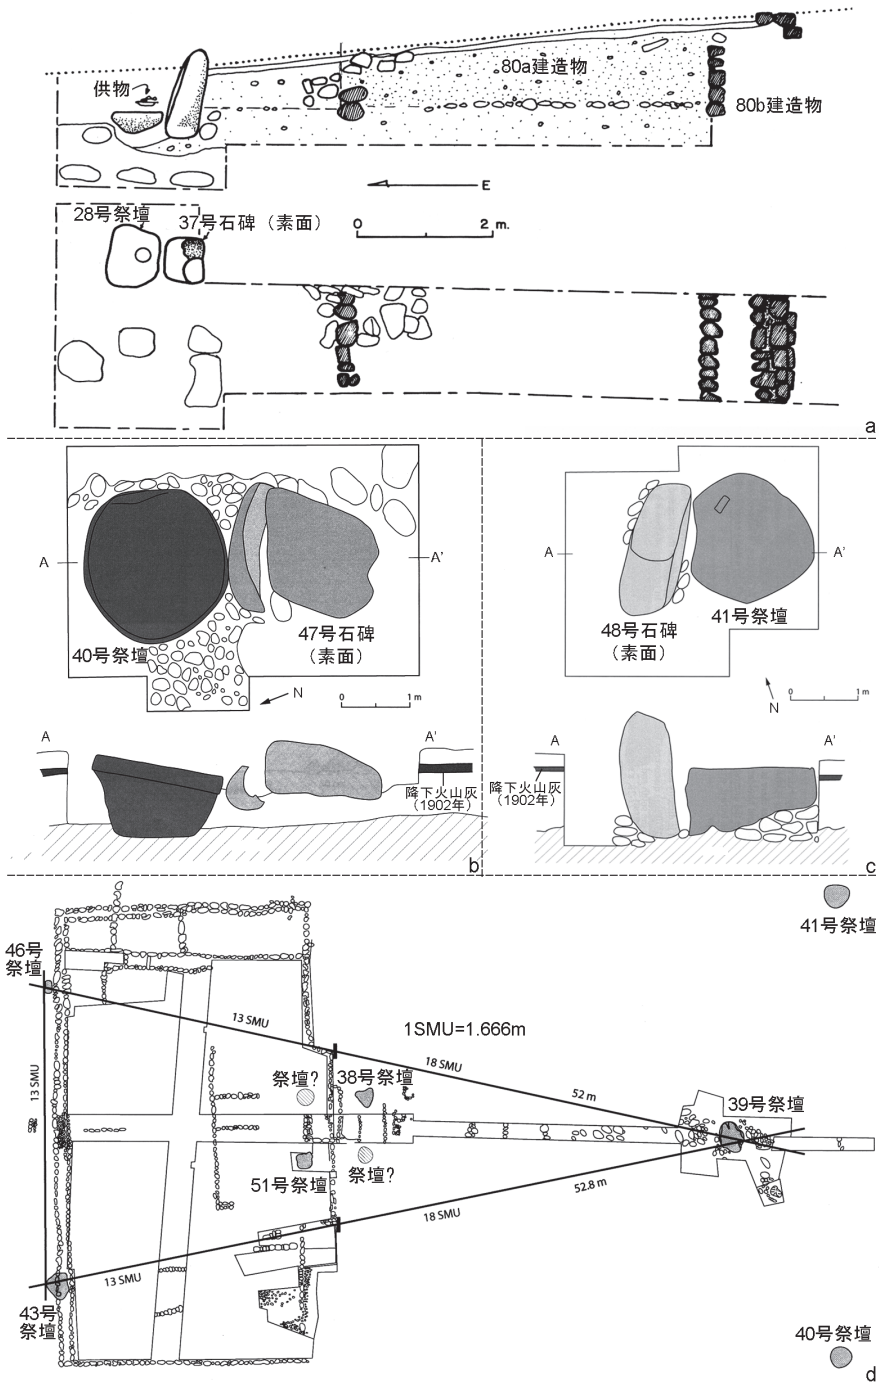 供物
80a建造物
80b建造物
E
0 2 m.
28号祭壇
37号石碑（素面）
a
A
A'
40号祭壇
47号石碑
（素面）
N
0 1 m
A
A'
降下火山灰
（1902年）
b
A
A'
48号石碑
（素面）
41号祭壇
N
0 1 m
A
A'
降下火山灰
（1902年）
c
41号祭壇
46号
祭壇
13 SMU
1SMU=1.666m
18 SMU
13 SMU
祭壇?
38号祭壇
52 m
39号祭壇
51号祭壇
祭壇?
52.8 m
18 SMU
13 SMU
43号
祭壇
40号祭壇
d